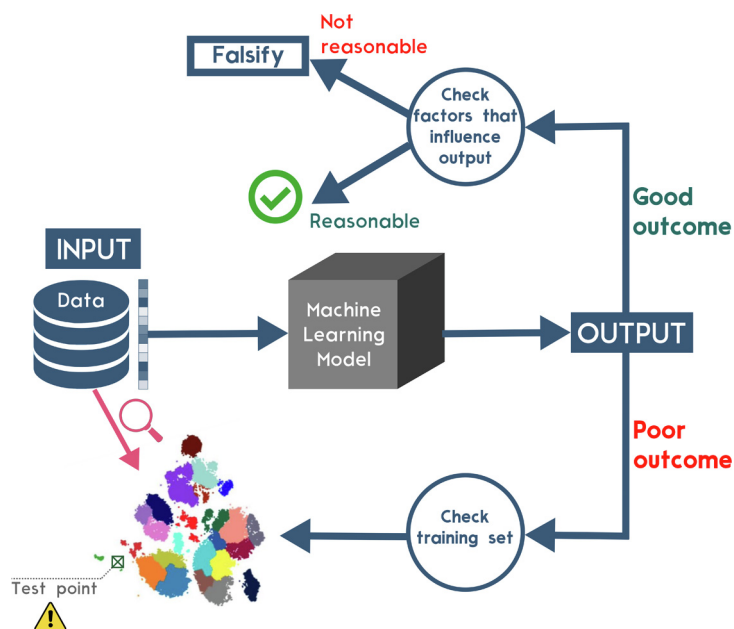 Not
reasonable
Falsify
Check
factors that
influence
output
Reasonable
Good
outcome
INPUT
Data
Machine
Learning
Model
OUTPUT
Poor
outcome
Check
training set
Test point
!